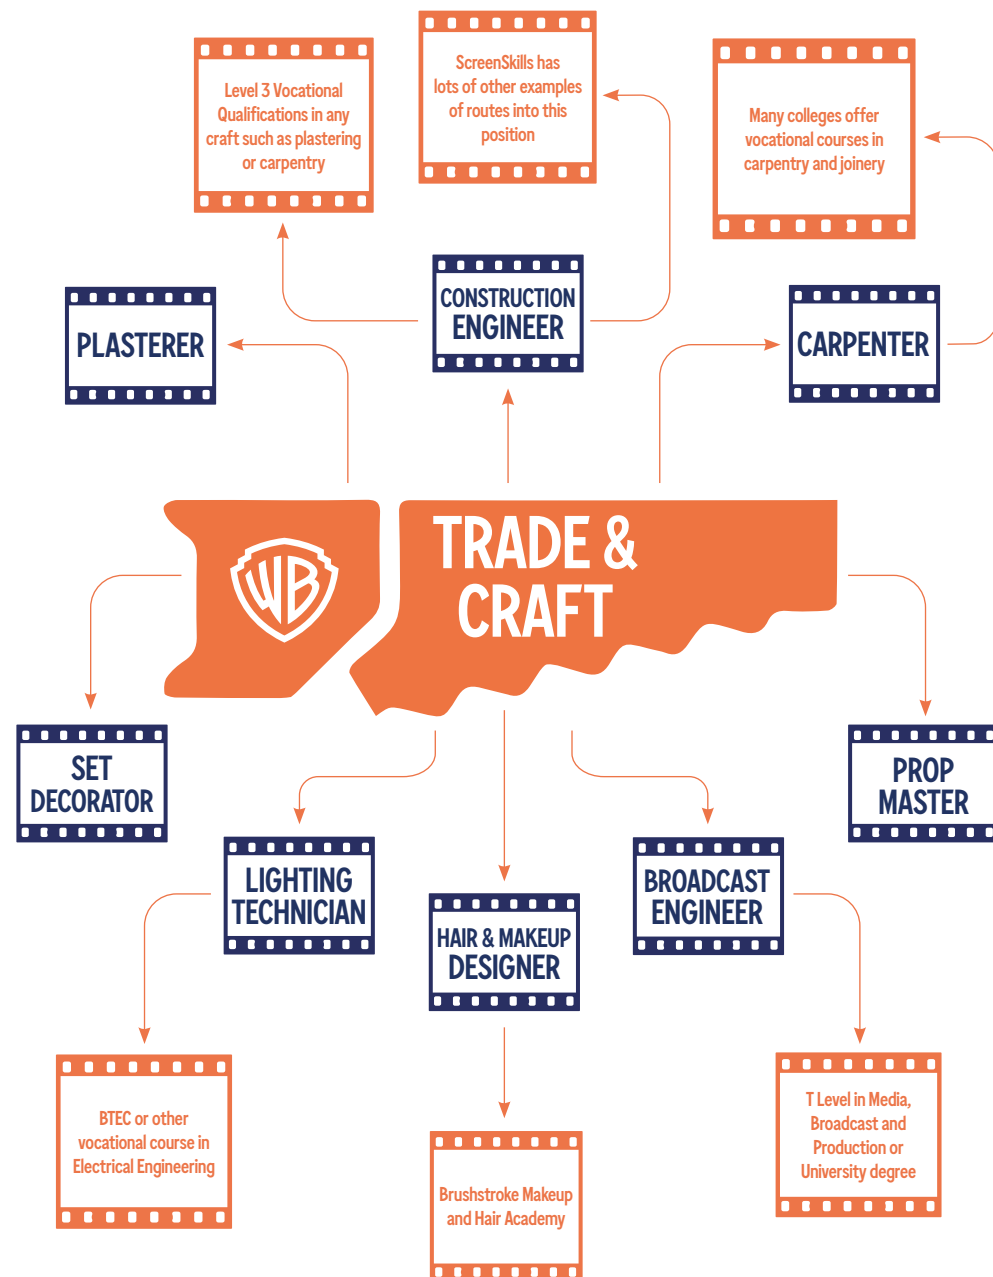 Level 3 Vocational
Qualifications in any
craft such as plastering
or carpentry
ScreenSkills has
lots of other examples
of routes into this
position
Many colleges offer
vocational courses in
carpentry and joinery
PLASTERER
CONSTRUCTION
ENGINEER
CARPENTER
WB
TRADE &
CRAFT
SET
DECORATOR
PROP
MASTER
LIGHTING
TECHNICIAN
HAIR & MAKEUP
DESIGNER
BROADCAST
ENGINEER
BTEC or other
vocational course in
Electrical Engineering
Brushstroke Makeup
and Hair Academy
T Level in Media,
Broadcast and
Production or
University degree